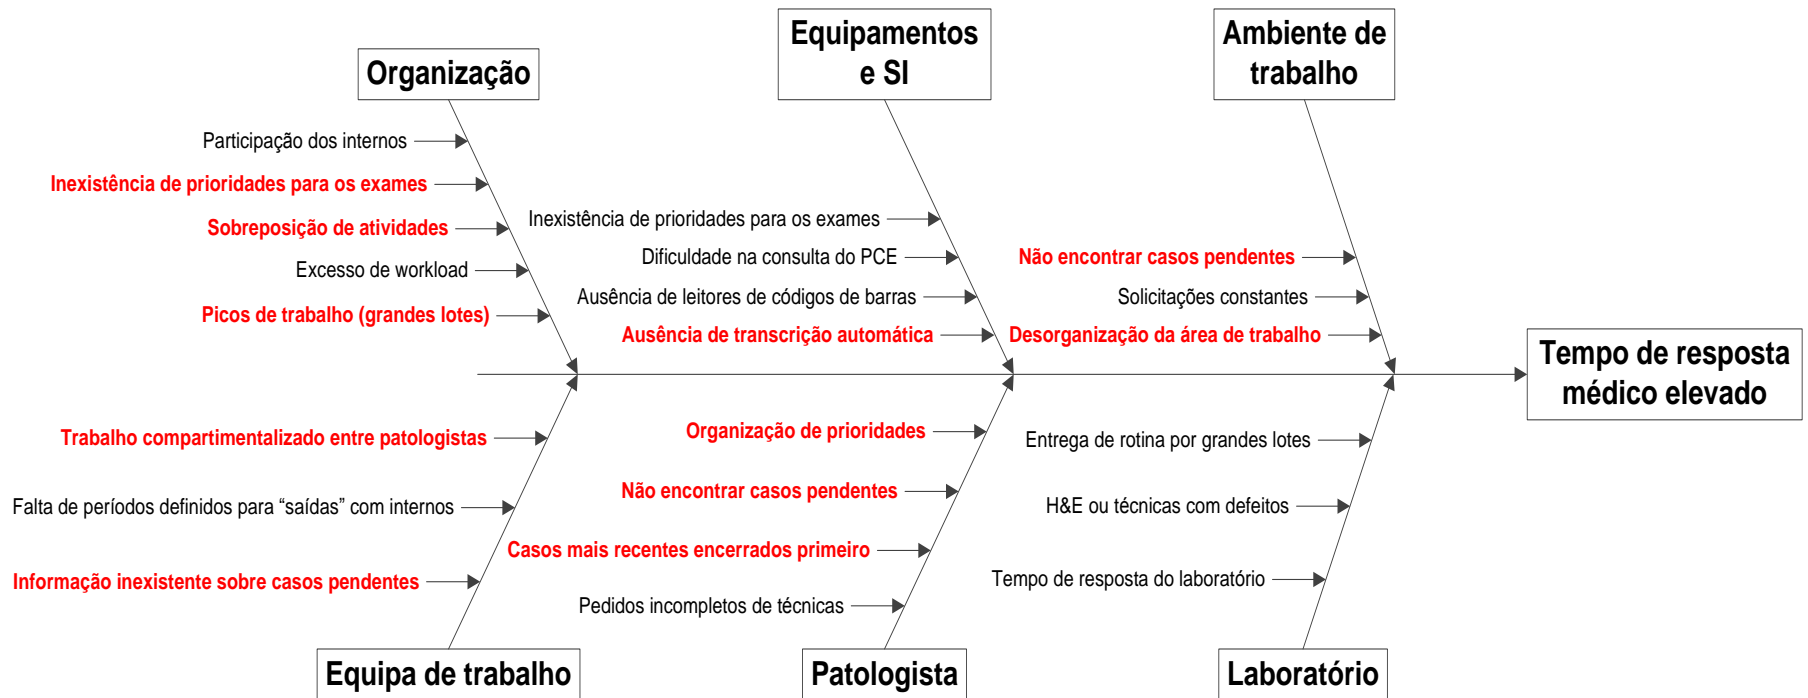 Organização
Equipamentos
e SI
Ambiente de
trabalho
Participação dos internos
Inexistência de prioridades para os exames
Sobreposição de atividades
Excesso de workload
Picos de trabalho (grandes lotes)
Inexistência de prioridades para os exames
Dificuldade na consulta do PCE
Ausência de leitores de códigos de barras
Ausência de transcrição automática
Não encontrar casos pendentes
Solicitações constantes
Desorganização da área de trabalho
Tempo de resposta
médico elevado
Trabalho compartimentalizado entre patologistas
Falta de períodos definidos para “saídas” com internos
Informação inexistente sobre casos pendentes
Organização de prioridades
Não encontrar casos pendentes
Casos mais recentes encerrados primeiro
Pedidos incompletos de técnicas
Entrega de rotina por grandes lotes
H&E ou técnicas com defeitos
Tempo de resposta do laboratório
Equipa de trabalho
Patologista
Laboratório